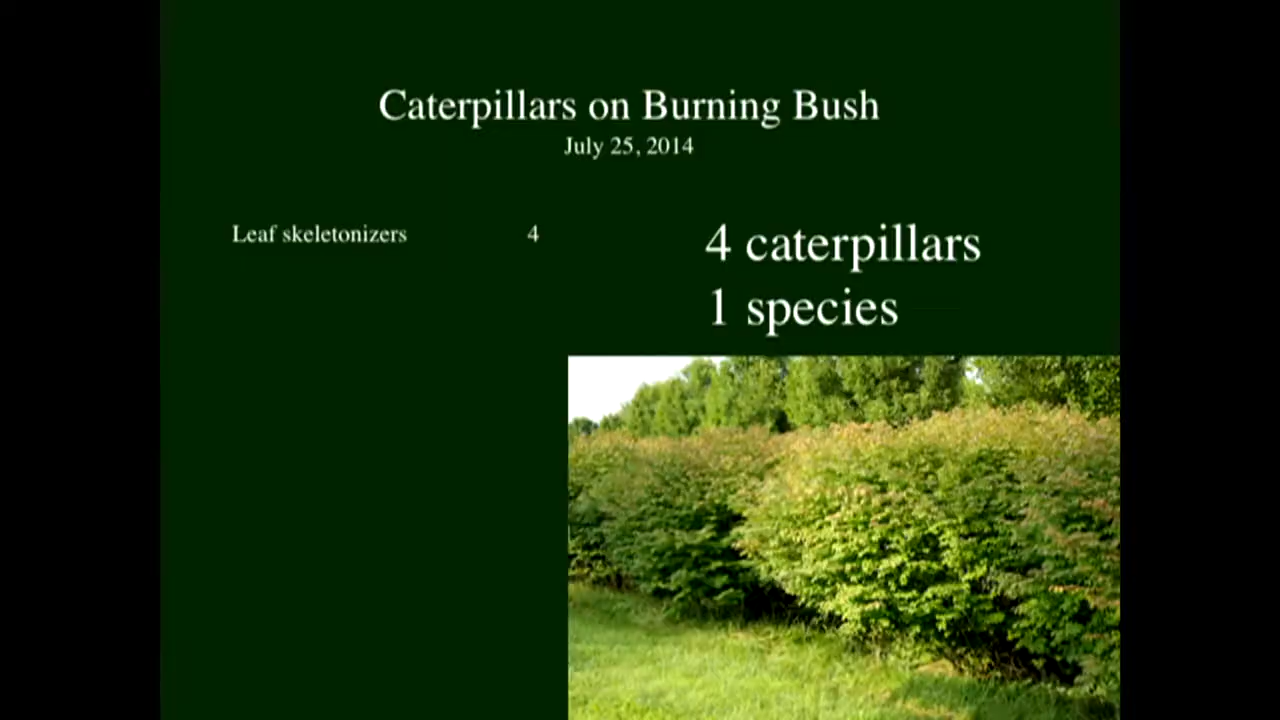 Caterpillars on Burning Bush
July 25, 2014
Leaf skeletonizers 4
4 caterpillars
1 species